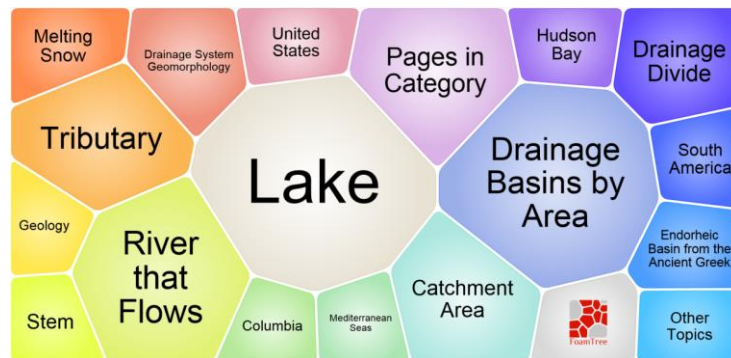 Melting
Snow
Drainage System
Geomorphology
United
States
Pages in
Category
Hudson
Bay
Drainage
Divide
Tributary
Lake
Drainage
Basins by
Area
South
America
Geology
River
that
Flows
Endorheic
Basin from the
Ancient Greek
Catchment
Area
Stem
Columbia
Mediterranean
Seas
FoamTree
Other
Topics